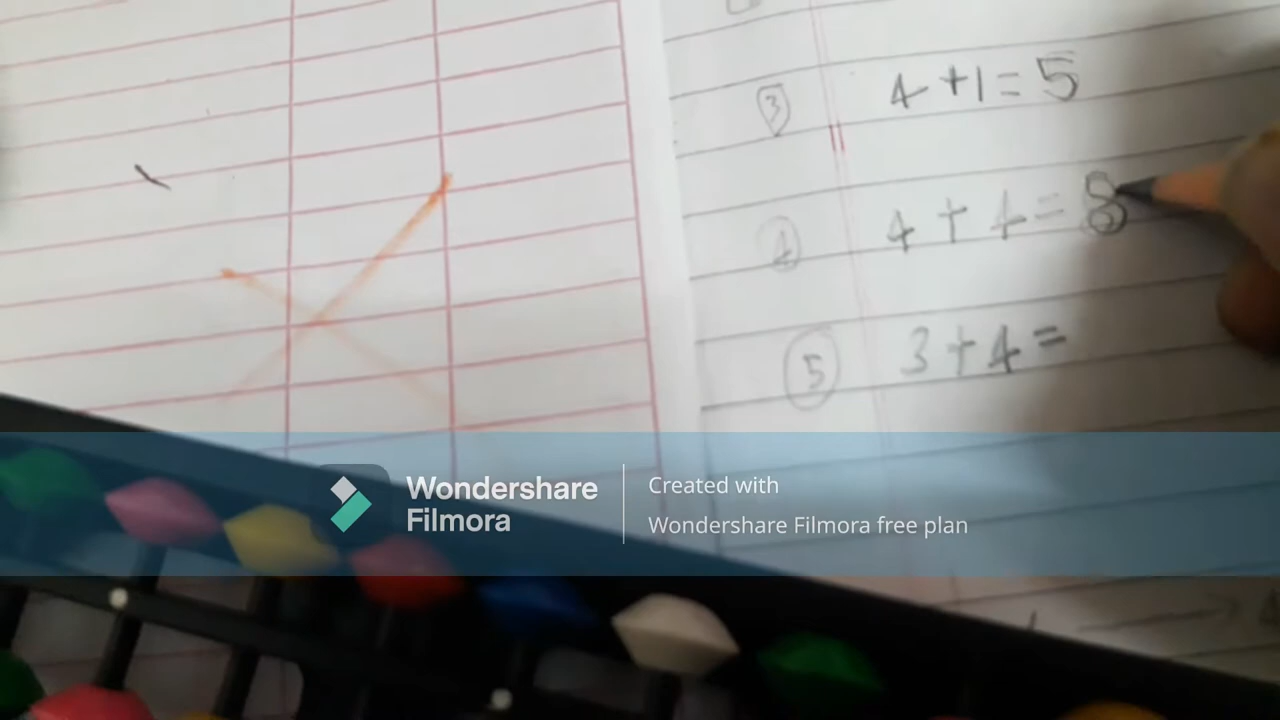 ③ 4+1=5
④ 4+4=8
⑤ 3+4=
Wondershare
Filmora
Created with
Wondershare Filmora free plan